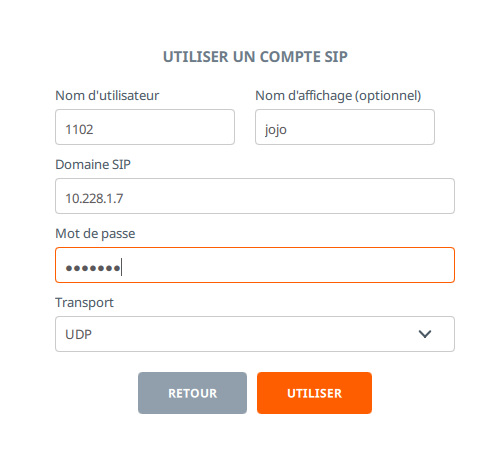 UTILISER UN COMPTE SIP
Nom d'utilisateur Nom d'affichage (optionnel)
1102 jojo
Domaine SIP
10.228.1.7
Mot de passe
●●●●●●●
Transport
UDP
RETOUR UTILISER